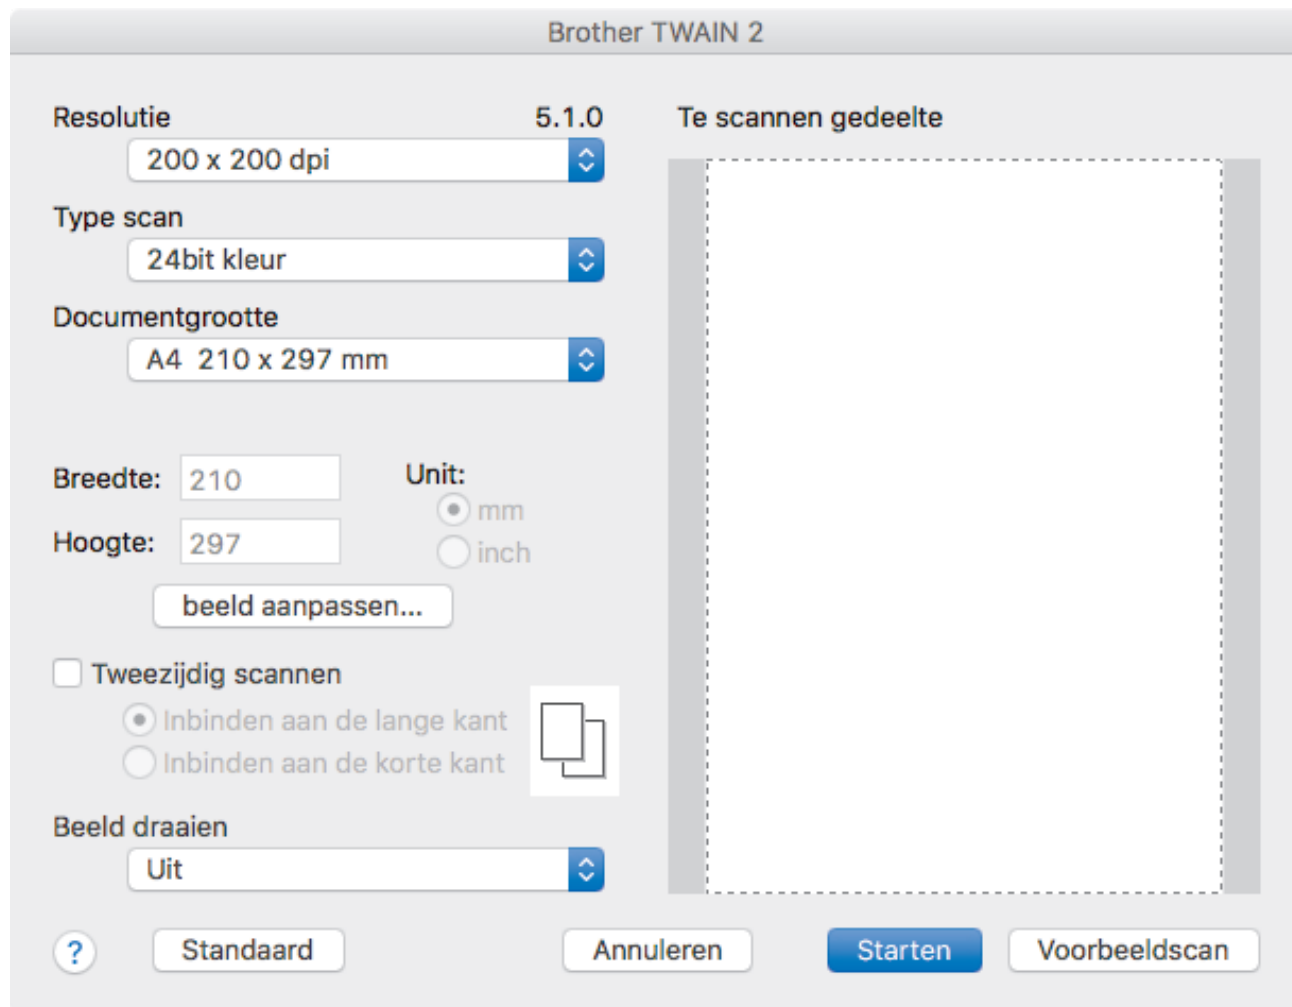 Brother TWAIN 2
Resolutie 5.1.0
200 x 200 dpi
Type scan
24bit kleur
Documentgrootte
A4 210 x 297 mm
Breedte: 210
Hoogte: 297
Unit:
mm
inch
beeld aanpassen...
Tweezijdig scannen
Inbinden aan de lange kant
Inbinden aan de korte kant
Beeld draaien
Uit
Te scannen gedeelte
? Standaard Annuleren Starten Voorbeeldscan